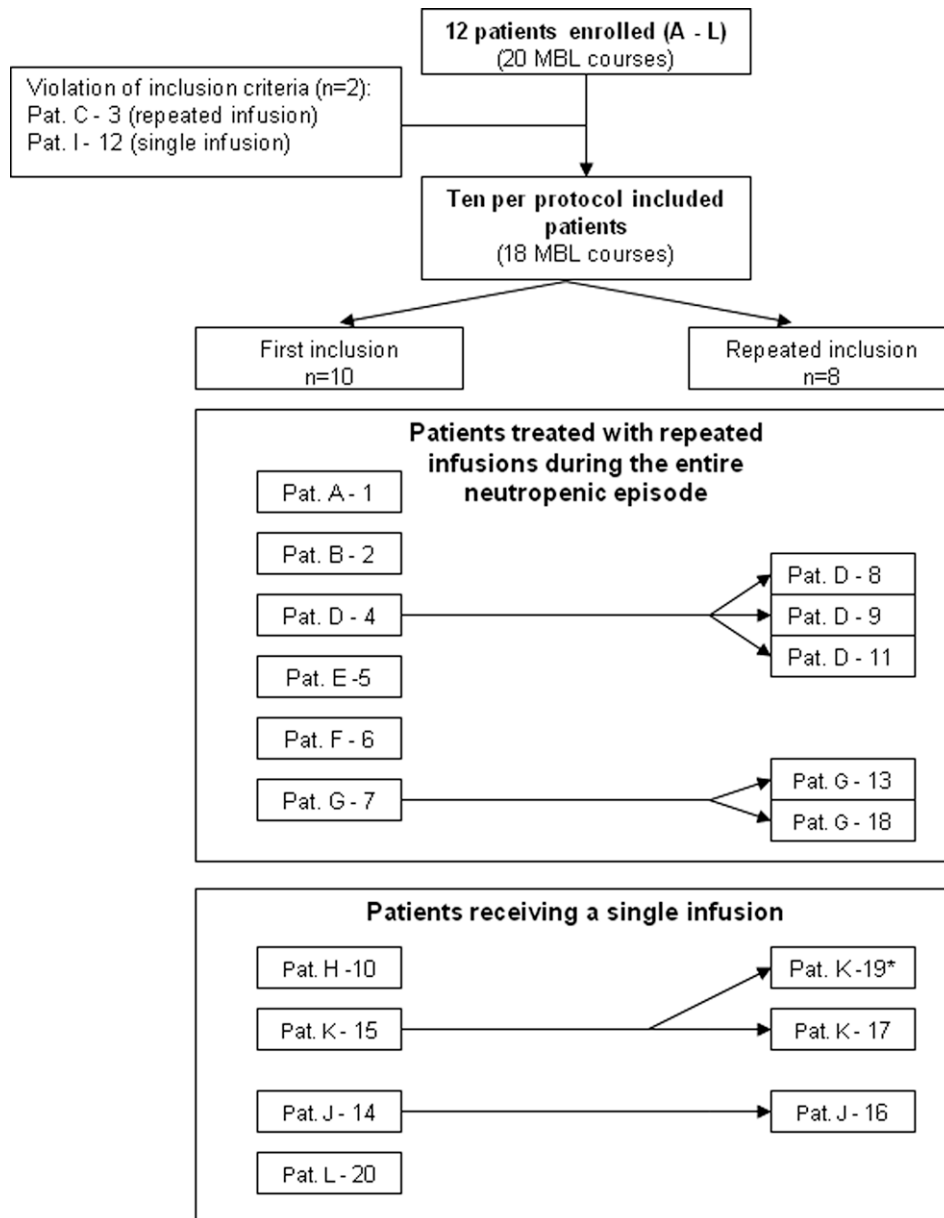 12 patients enrolled (A - L)
(20 MBL courses)
Violation of inclusion criteria (n=2):
Pat. C - 3 (repeated infusion)
Pat. I - 12 (single infusion)
Ten per protocol included
patients
(18 MBL courses)
First inclusion
n=10
Repeated inclusion
n=8
Patients treated with repeated
infusions during the entire
neutropenic episode
Pat. A - 1
Pat. B - 2
Pat. D - 4
Pat. D - 8
Pat. D - 9
Pat. D - 11
Pat. E -5
Pat. F - 6
Pat. G - 7
Pat. G - 13
Pat. G - 18
Patients receiving a single infusion
Pat. H -10
Pat. K -19*
Pat. K - 15
Pat. K - 17
Pat. J - 14
Pat. J - 16
Pat. L - 20